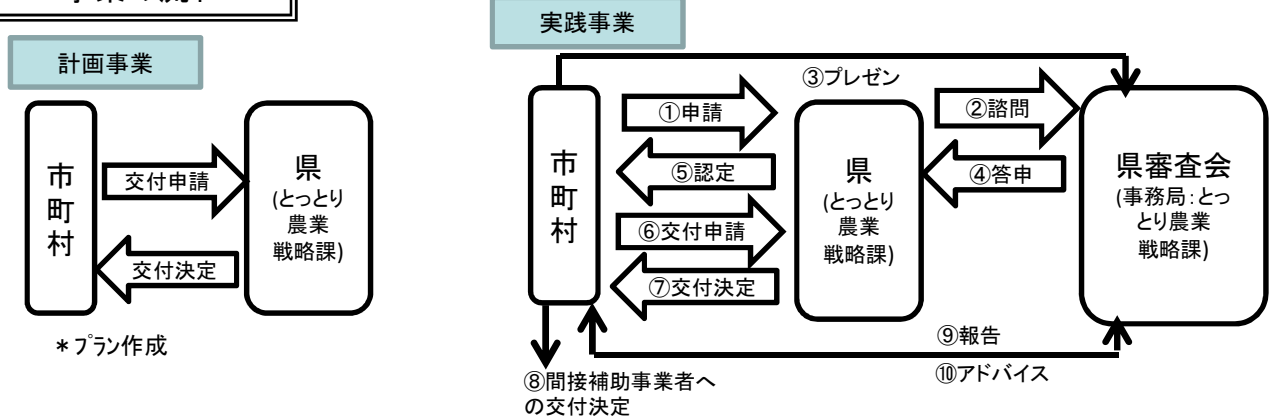 計画事業
市
町
村
交付申請
交付決定
県
(とっとり
農業
戦略課)
*プラン作成
実践事業
③プレゼン
市
町
村
①申請
⑤認定
⑥交付申請
⑦交付決定
県
(とっとり
農業
戦略課)
②諮問
④答申
県審査会
(事務局:とっ
とり農業
戦略課)
⑨報告
⑩アドバイス
⑧間接補助事業者へ
の交付決定